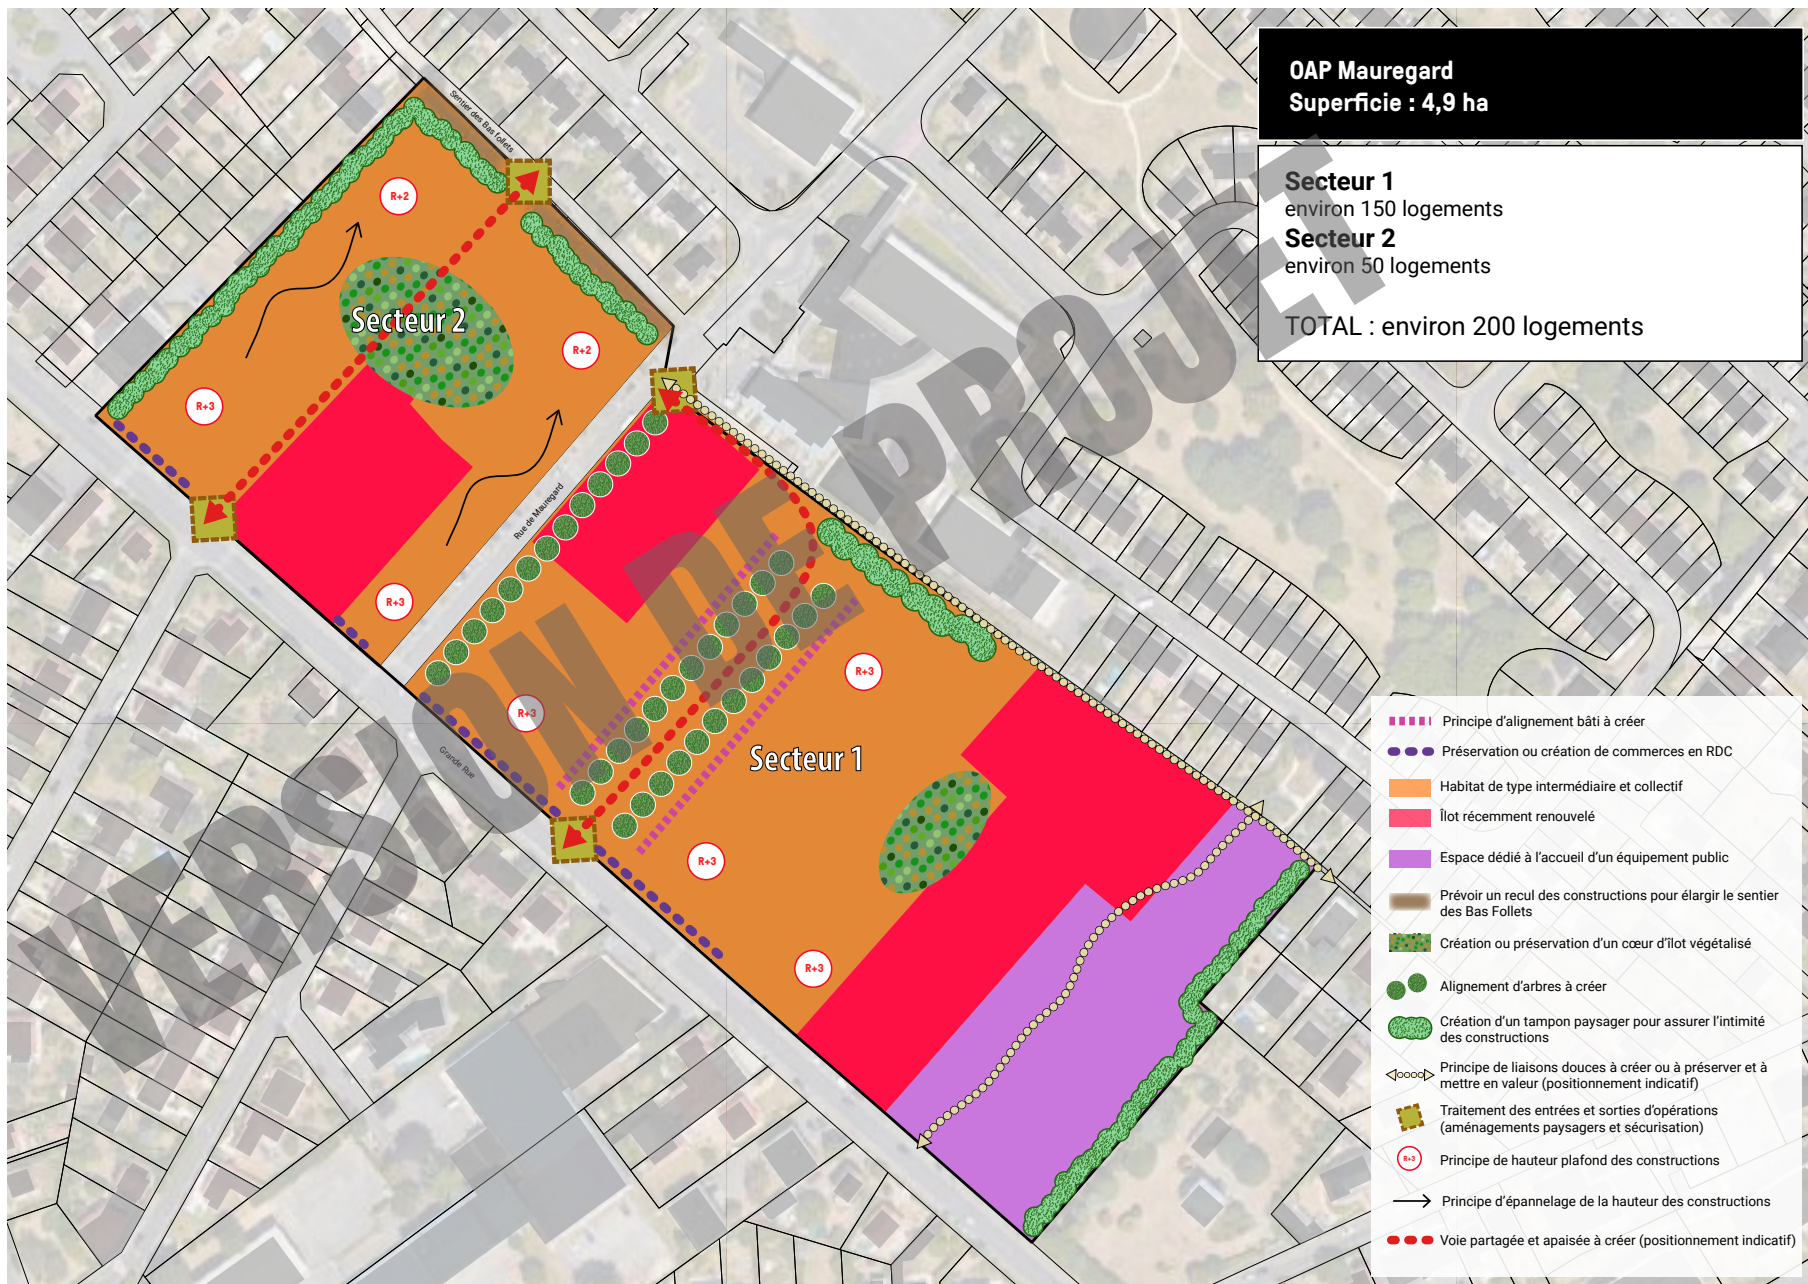 OAP Mauregard
Superficie : 4,9 ha
Secteur 1
environ 150 logements
Secteur 2
environ 50 logements
TOTAL : environ 200 logements
VERSION DE PROJET
Sentier des Bas follets
R+2
Secteur 2
R+2
R+3
R+3
Rue de Mauregard
R+3
R+3
Grande Rue
Secteur 1
R+3
R+3
Principe d'alignement bâti à créer
Préservation ou création de commerces en RDC
Habitat de type intermédiaire et collectif
Îlot récemment renouvelé
Espace dédié à l'accueil d'un équipement public
Prévoir un recul des constructions pour élargir le sentier
des Bas Follets
Création ou préservation d'un cœur d'îlot végétalisé
Alignement d'arbres à créer
Création d'un tampon paysager pour assurer l'intimité
des constructions
Principe de liaisons douces à créer ou à préserver et à
mettre en valeur (positionnement indicatif)
Traitement des entrées et sorties d'opérations
(aménagements paysagers et sécurisation)
R+3
Principe de hauteur plafond des constructions
Principe d'épannelage de la hauteur des constructions
Voie partagée et apaisée à créer (positionnement indicatif)